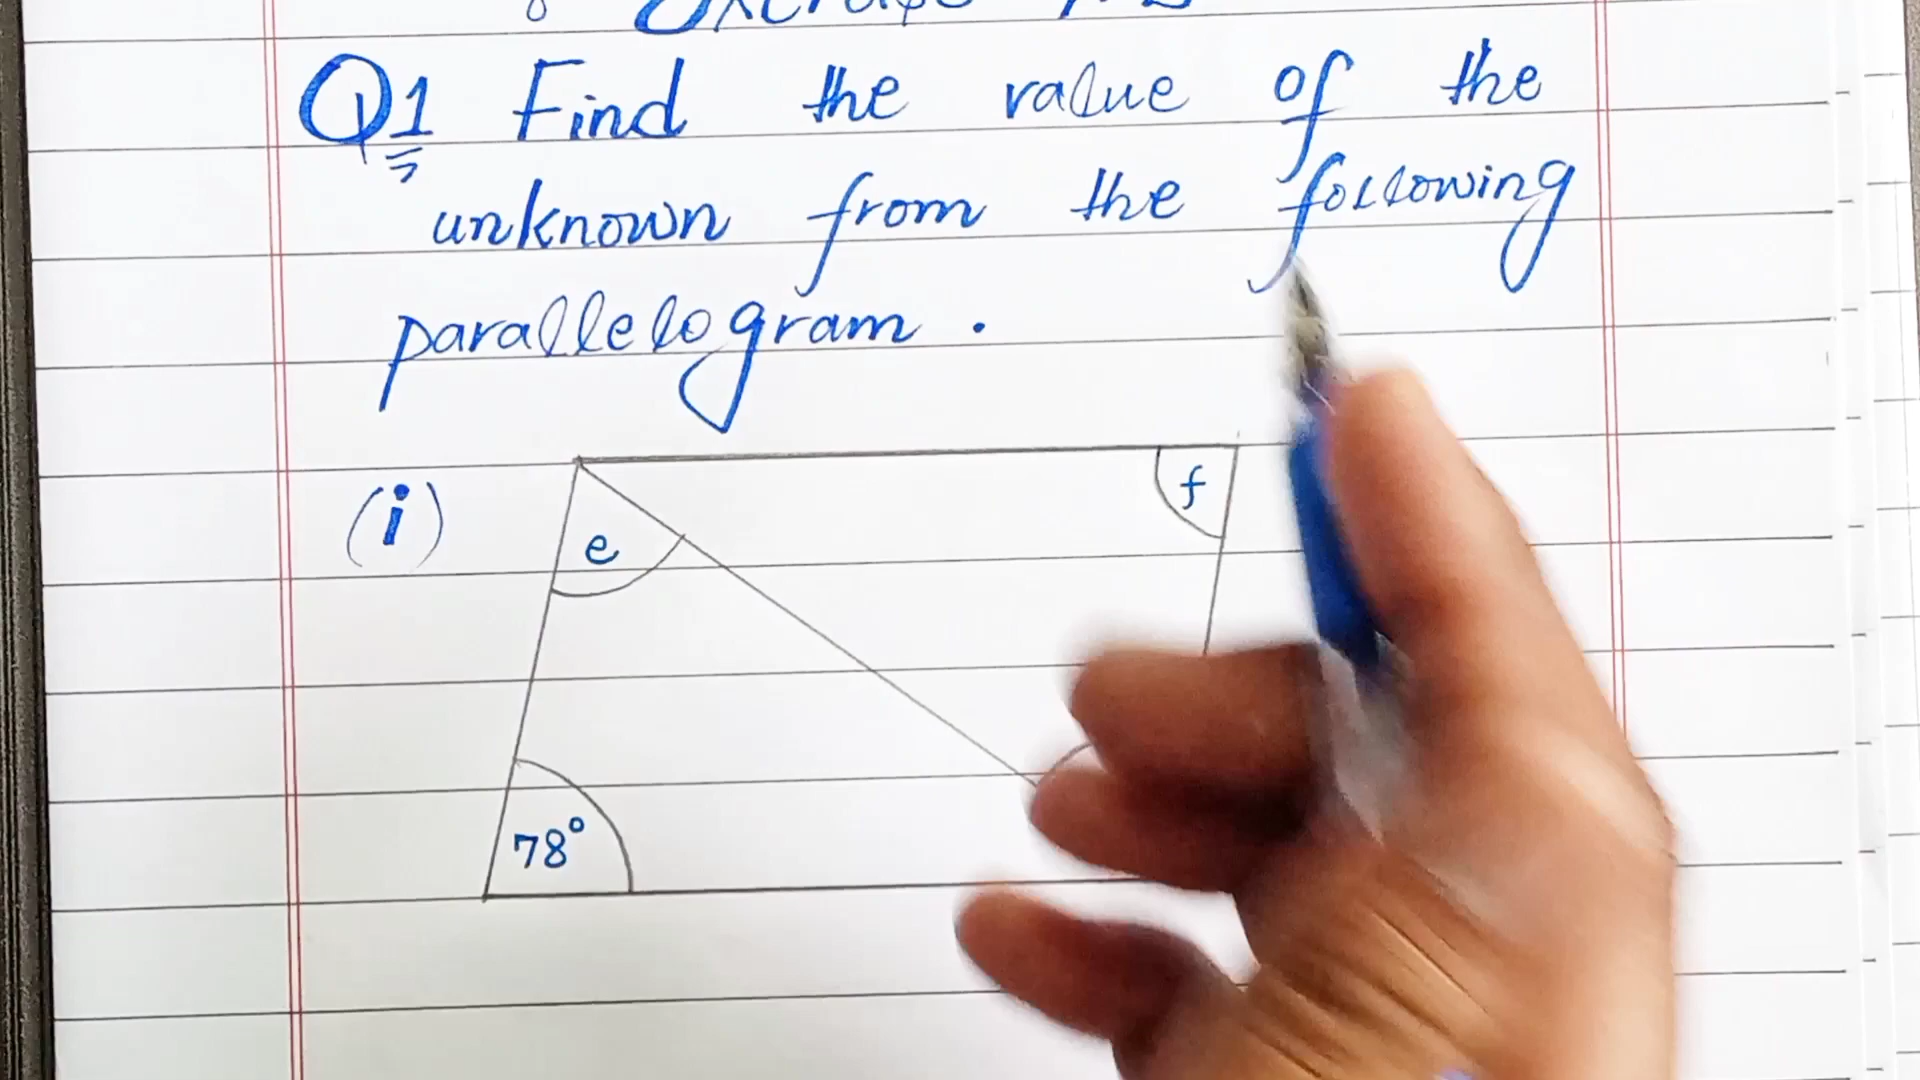 Q1 Find the value of the
unknown from the following
parallelogram.
(i)
e
f
78°